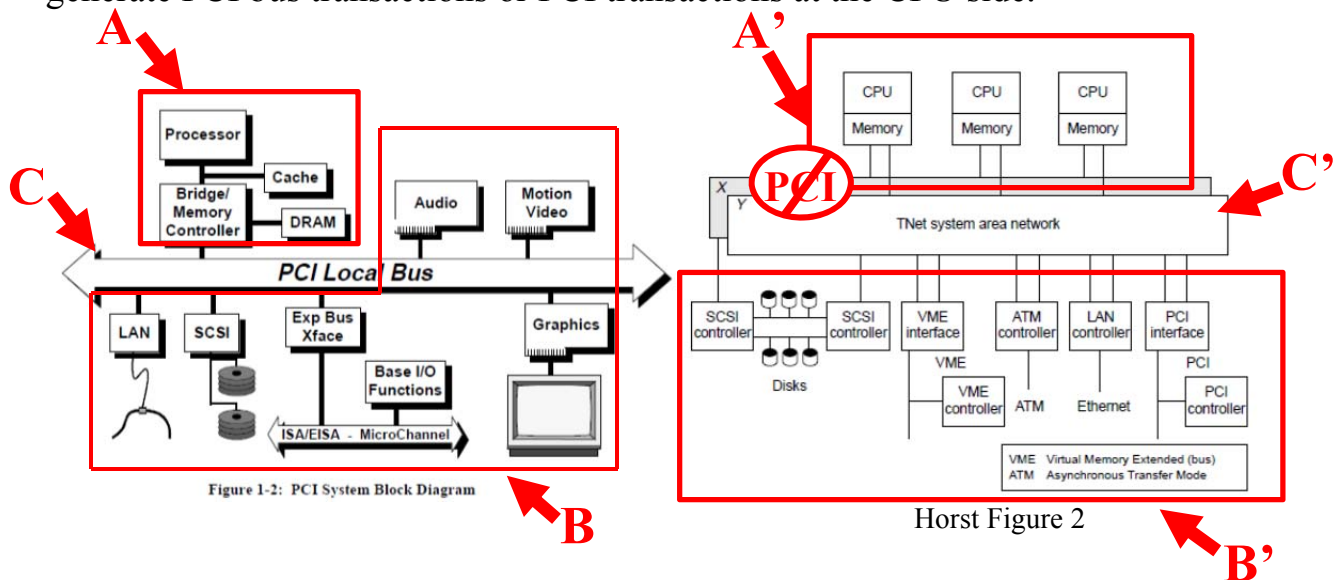 generate PCI bus transactions or PCI transactions at the CPU side.
A
Processor
Cache
Bridge/
Memory
Controller
DRAM
Audio
Motion
Video
C
PCI Local Bus
LAN
SCSI
Exp Bus
Xface
Base I/O
Functions
Graphics
ISA/EISA - MicroChannel
Figure 1-2: PCI System Block Diagram
B
A’
CPU
CPU
CPU
Memory
Memory
Memory
PCI
C’
X
Y
TNet system area network
SCSI
controller
Disks
SCSI
controller
VME
interface
ATM
controller
LAN
controller
PCI
interface
VME
VME
controller
ATM
Ethernet
PCI
PCI
controller
VME Virtual Memory Extended (bus)
ATM Asynchronous Transfer Mode
Horst Figure 2
B’